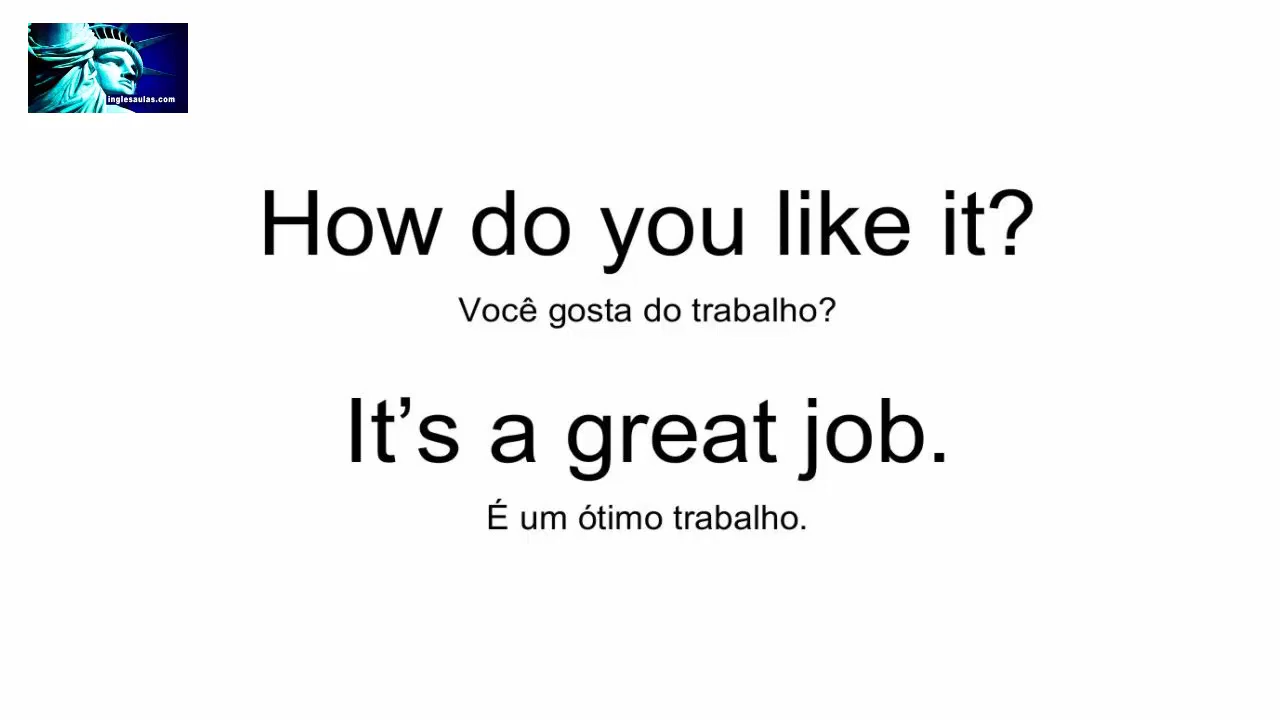 inglesaulas.com
How do you like it?
Você gosta do trabalho?
It’s a great job.
É um ótimo trabalho.